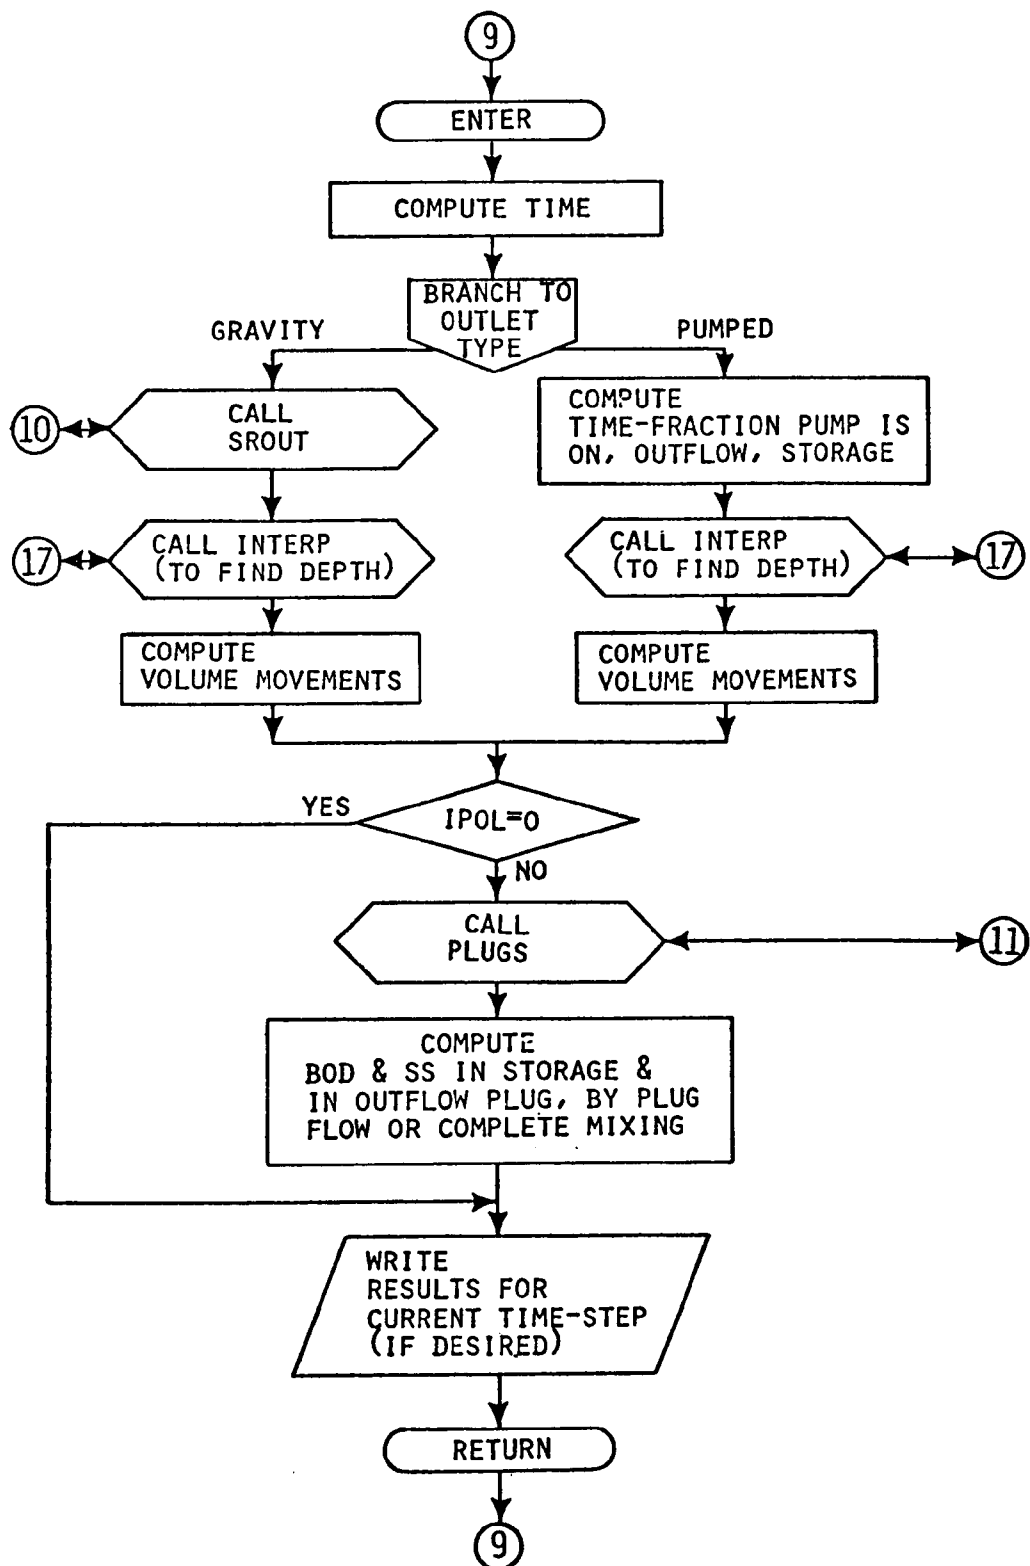 9
ENTER
COMPUTE TIME
BRANCH TO
OUTLET
TYPE
GRAVITY
PUMPED
10
CALL
SROUT
COMPUTE
TIME-FRACTION PUMP IS
ON, OUTFLOW, STORAGE
17
CALL INTERP
(TO FIND DEPTH)
CALL INTERP
(TO FIND DEPTH)
17
COMPUTE
VOLUME MOVEMENTS
COMPUTE
VOLUME MOVEMENTS
YES
IPOL=0
NO
CALL
PLUGS
11
COMPUTE
BOD & SS IN STORAGE &
IN OUTFLOW PLUG, BY PLUG
FLOW OR COMPLETE MIXING
WRITE
RESULTS FOR
CURRENT TIME-STEP
(IF DESIRED)
RETURN
9